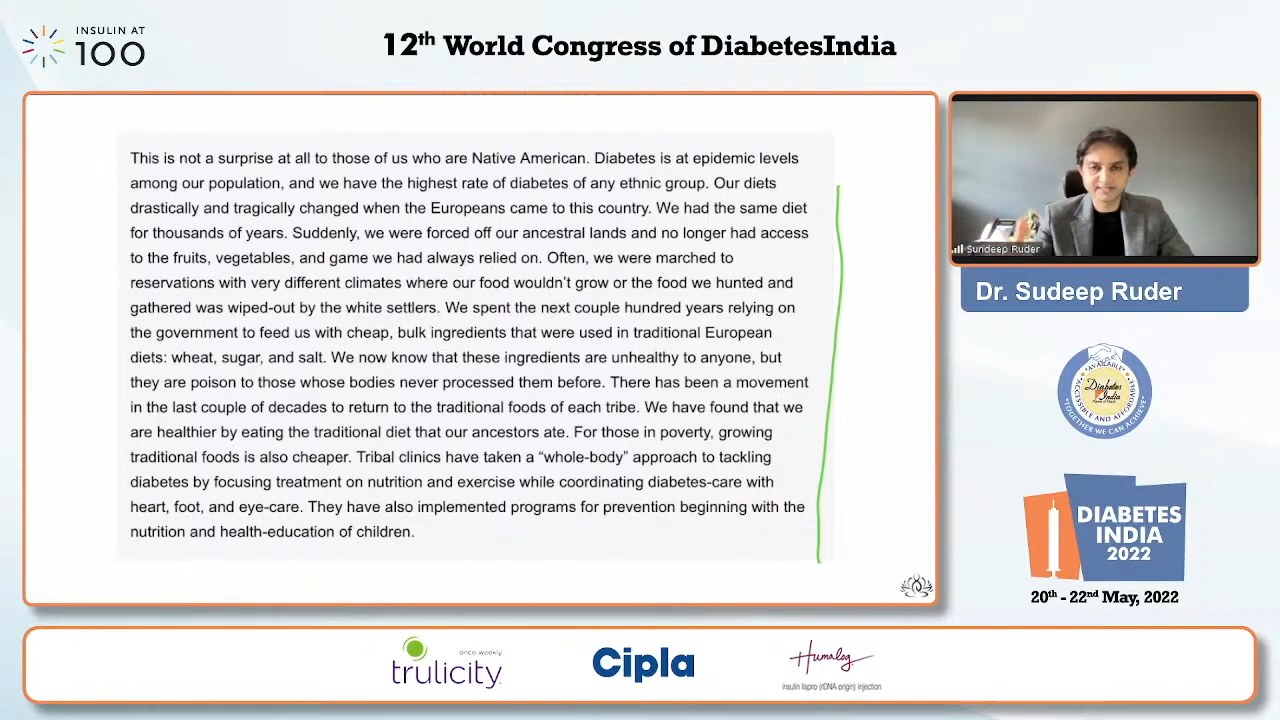 INSULIN AT
100
12th World Congress of DiabetesIndia
This is not a surprise at all to those of us who are Native American. Diabetes is at epidemic levels
among our population, and we have the highest rate of diabetes of any ethnic group. Our diets
drastically and tragically changed when the Europeans came to this country. We had the same diet
for thousands of years. Suddenly, we were forced off our ancestral lands and no longer had access
to the fruits, vegetables and game we had always relied on. Often, we were marched to
reservations with very different climates where our food wouldn't grow or the food we hunted and
gathered was wiped-out by the white settlers. We spent the next couple hundred years relying on
the government to feed us with cheap, bulk ingredients that were used in traditional European
diets: wheat, sugar, and salt. We now know that these ingredients are unhealthy to anyone, but
they are poison to those whose bodies never processed them before. There has been a movement
in the last couple of decades to return to the traditional foods of each tribe. We have found that we
are healthier by eating the traditional diet that our ancestors ate. For those in poverty, growing
traditional foods is also cheaper. Tribal clinics have taken a “whole-body” approach to tackling
diabetes by focusing treatment on nutrition and exercise while coordinating diabetes-care with
heart, foot, and eye-care. They have also implemented programs for prevention beginning with the
nutrition and health-education of children.
Sundeep Ruder
Dr. Sudeep Ruder
AVAILABLE
ACCESSIBLE AND AFFORDABLE
Diabetes
India
TOGETHER WE CAN ACHIEVE
DIABETES
INDIA
2022
20th - 22nd May, 2022
once weekly
trulicity
Cipla
Humalog
insulin lispro (rDNA origin) injection